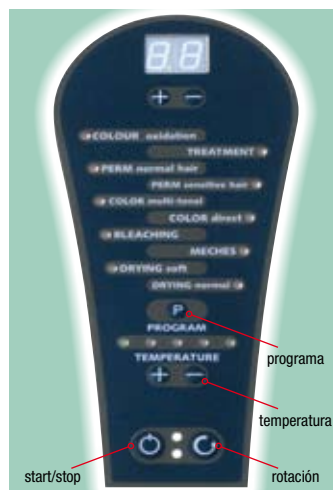 88
COLOUR oxidation
TREATMENT
PERM normal hair
PERM sensitive hair
COLOR multi-tonal
COLOR direct
BLEACHING
MECHES
DRYING soft
DRYING normal
P
PROGRAM
TEMPERATURE
programa
temperatura
start/stop
rotación